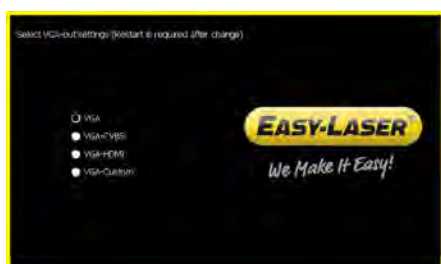 Select VGA-out settings (Restart is required after change)
VGA
VGA-CVBS
VGA-HDMI
VGA-Custom
EASY-LASER®
We Make It Easy!